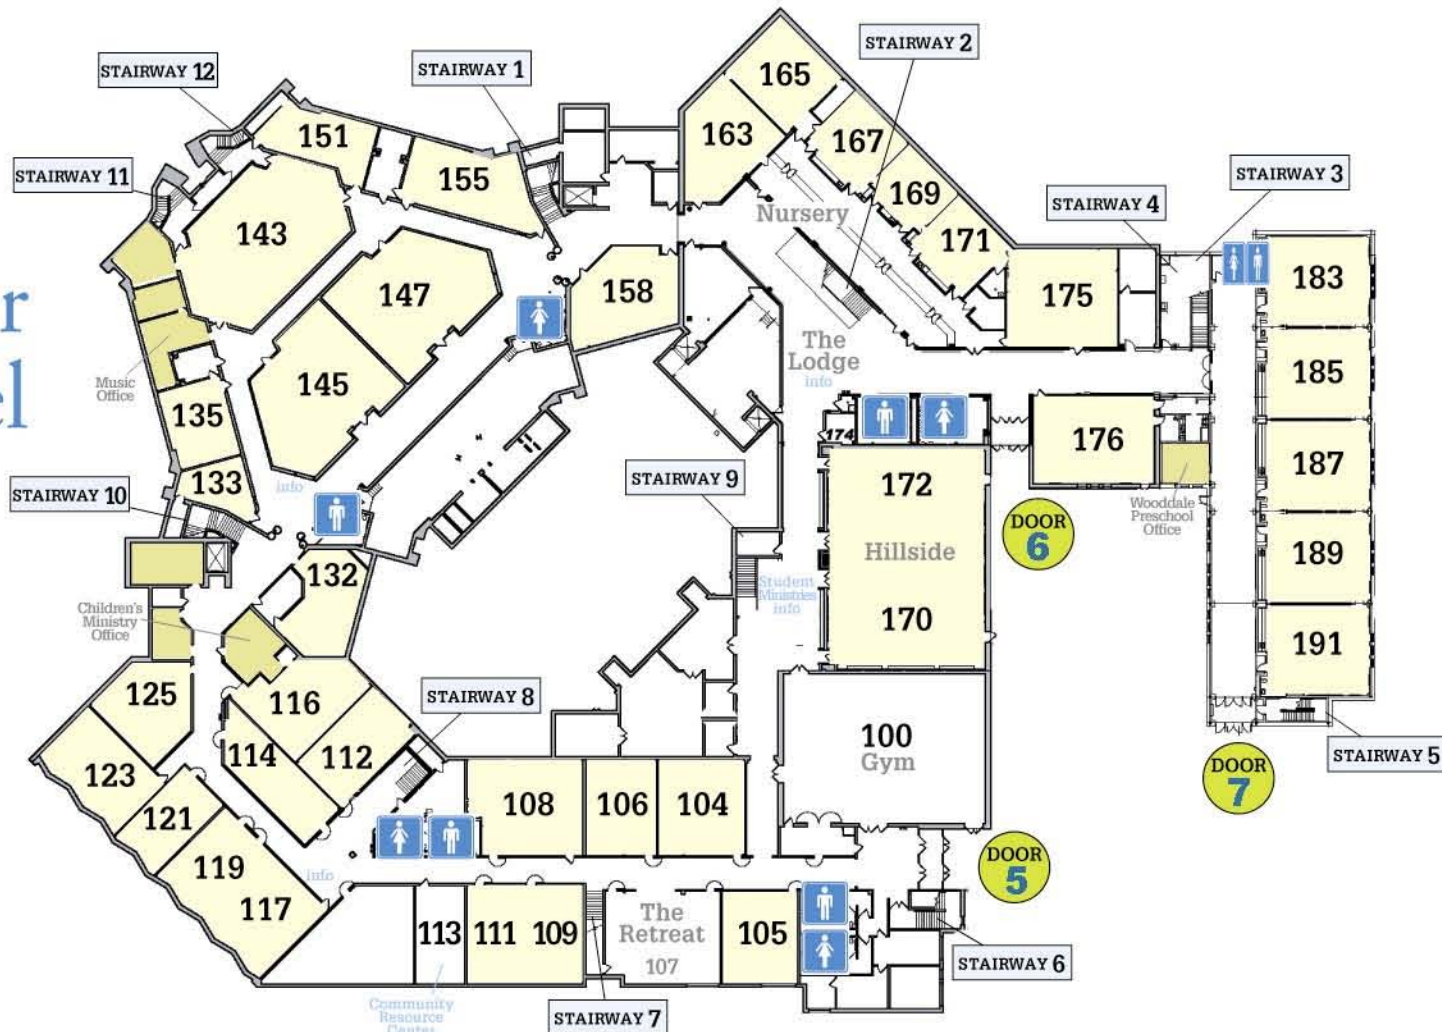 STAIRWAY 12
STAIRWAY 1
STAIRWAY 2
STAIRWAY 11
STAIRWAY 3
STAIRWAY 4
151
155
165
163
167
169
171
Nursery
143
147
158
175
183
r
el
Music
Office
145
135
133
The
Lodge
info
185
174
176
187
189
191
Wooddale
Preschool
Office
STAIRWAY 10
info
STAIRWAY 9
172
Hillside
170
DOOR
6
Student
Ministries
info
132
Children's
Ministry
Office
125
116
123
114
112
121
119
117
STAIRWAY 8
100
Gym
STAIRWAY 5
DOOR
7
108
106
104
info
DOOR
5
113
111
109
The
Retreat
107
105
STAIRWAY 6
Community
Resource
Center
STAIRWAY 7